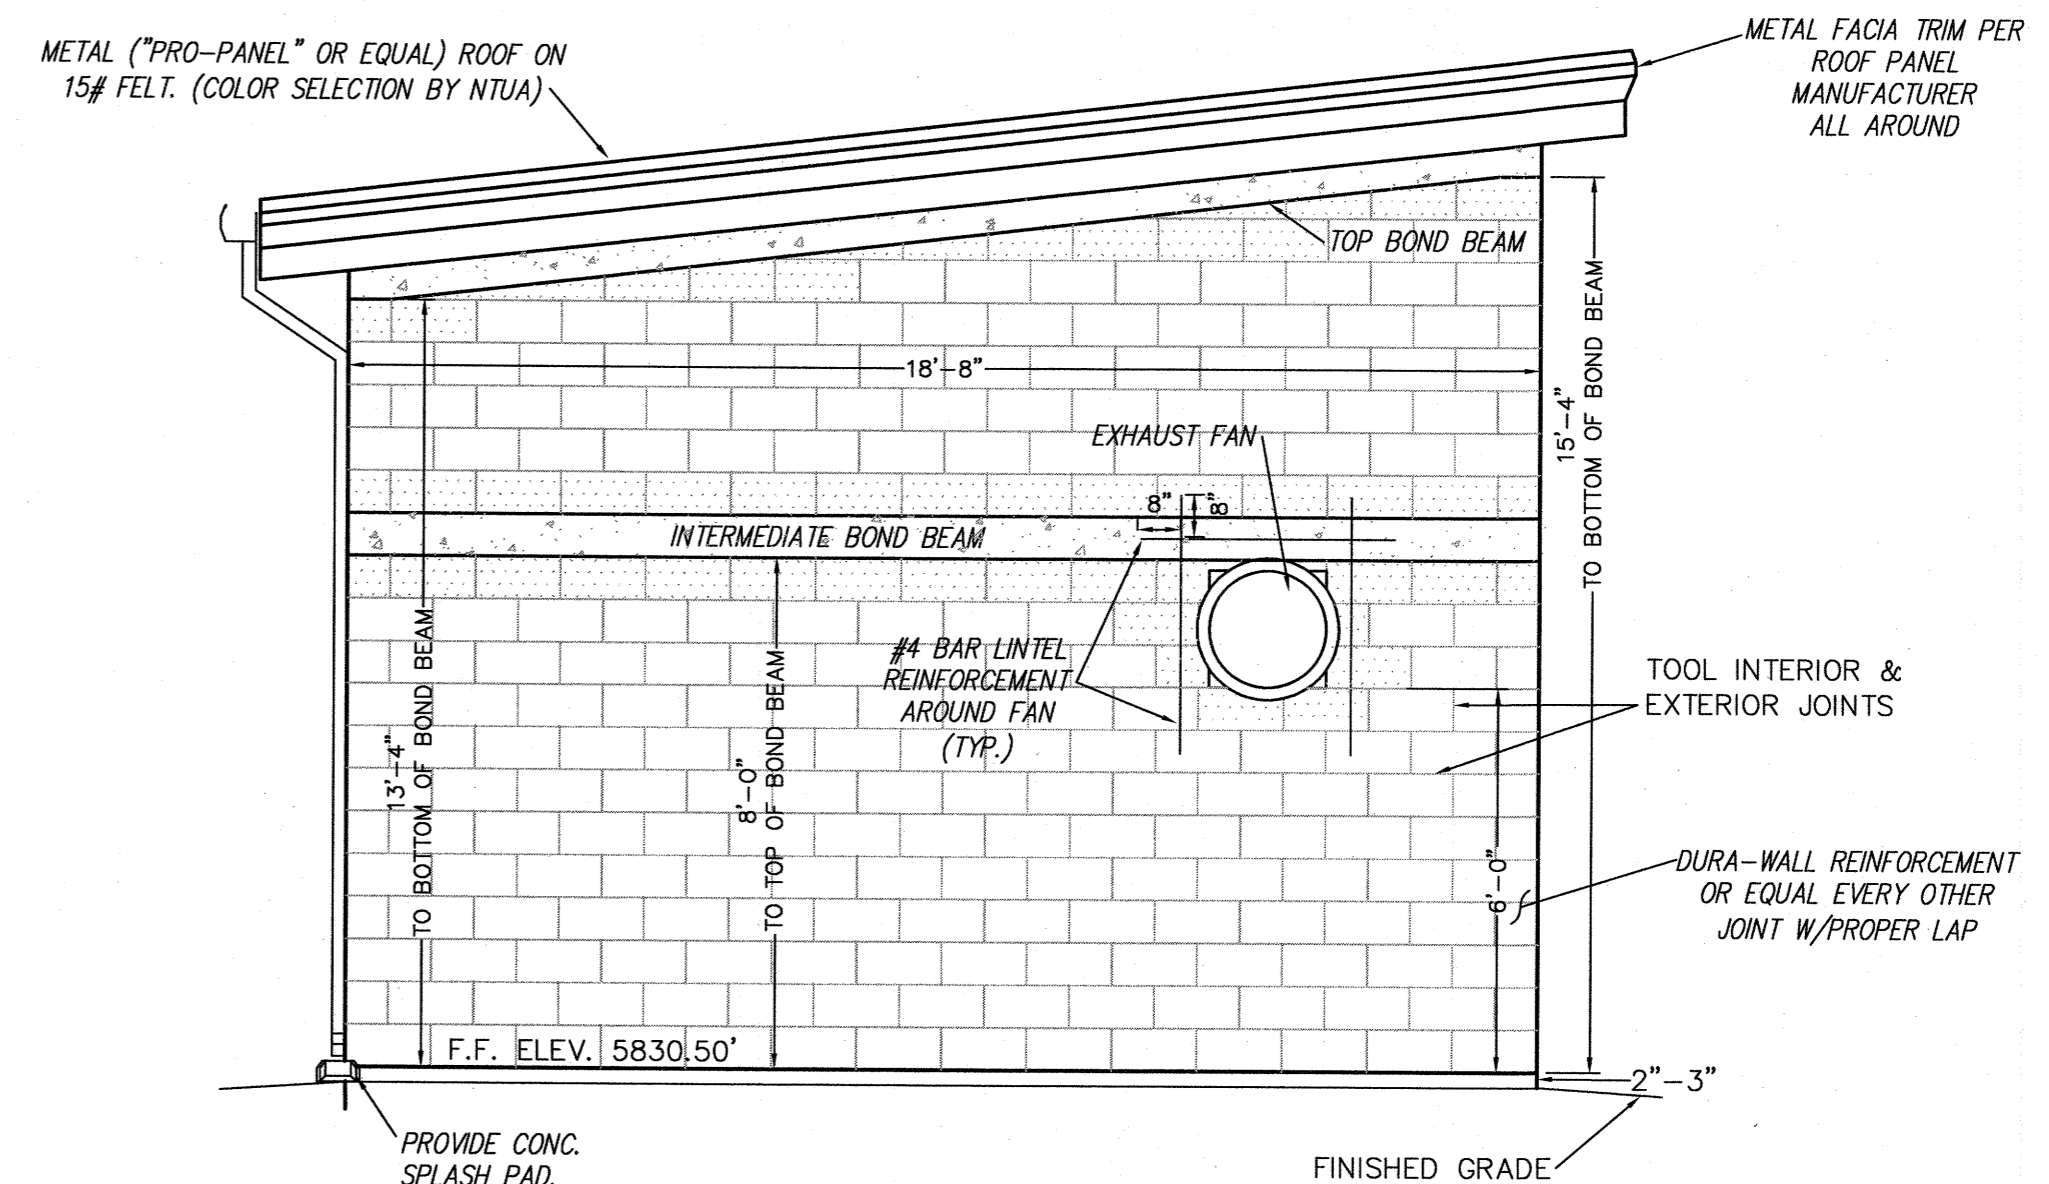 METAL ("PRO-PANEL" OR EQUAL) ROOF ON
15# FELT. (COLOR SELECTION BY NTUA)
METAL FACIA TRIM PER
ROOF PANEL
MANUFACTURER
ALL AROUND
TOP BOND BEAM
18'-8"
EXHAUST FAN
15'-4"
TO BOTTOM OF BOND BEAM
8"
8"
INTERMEDIATE BOND BEAM
#4 BAR LINTEL
REINFORCEMENT
AROUND FAN
(TYP.)
13'-4"
TO BOTTOM OF BOND BEAM
8'-0"
TO TOP OF BOND BEAM
TOOL INTERIOR &
EXTERIOR JOINTS
6'-0"
DURA-WALL REINFORCEMENT
OR EQUAL EVERY OTHER
JOINT W/PROPER LAP
F.F. ELEV. 5830.50'
2"-3"
PROVIDE CONC.
SPLASH PAD.
FINISHED GRADE